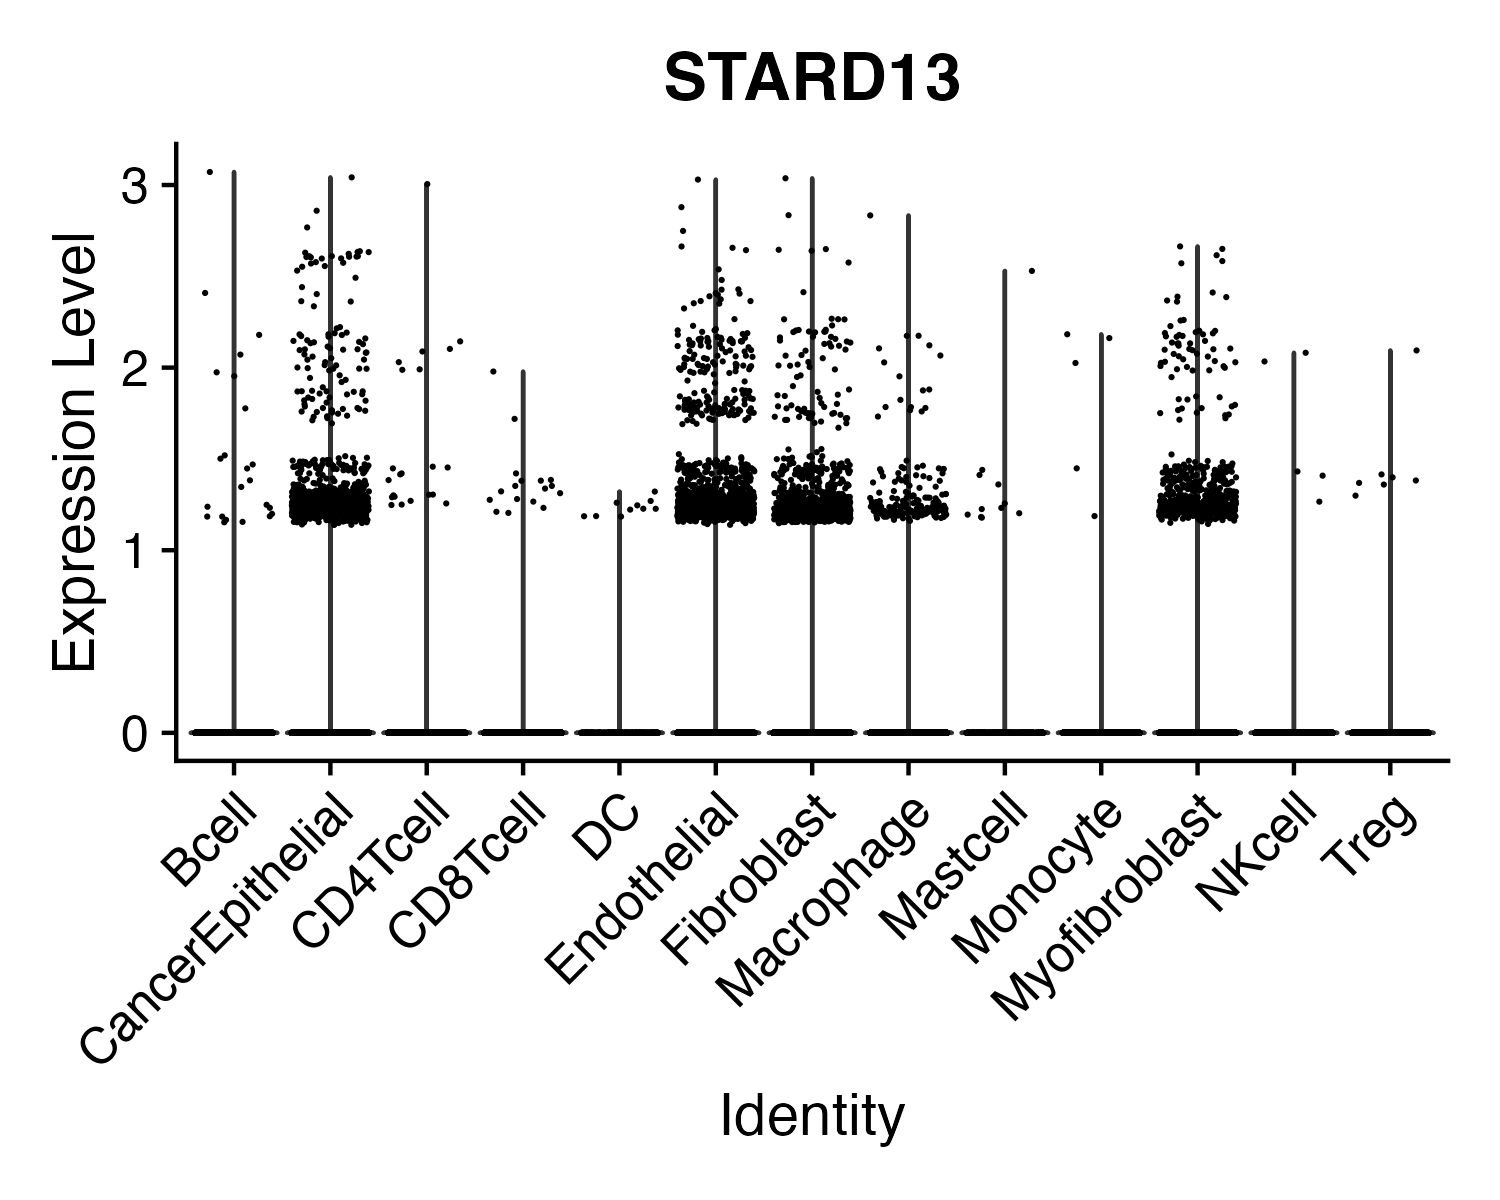 STARD13
Expression Level
3
2
1
0
Bcell
CancerEpithelial
CD4Tcell
CD8Tcell
DC
Endothelial
Fibroblast
Macrophage
Mastcell
Monocyte
Myofibroblast
NKcell
Treg
Identity